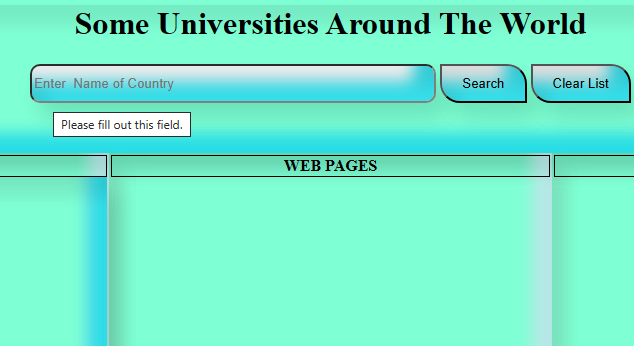 Some Universities Around The World
Enter  Name of Country
Search
Clear List
Please fill out this field.
WEB PAGES